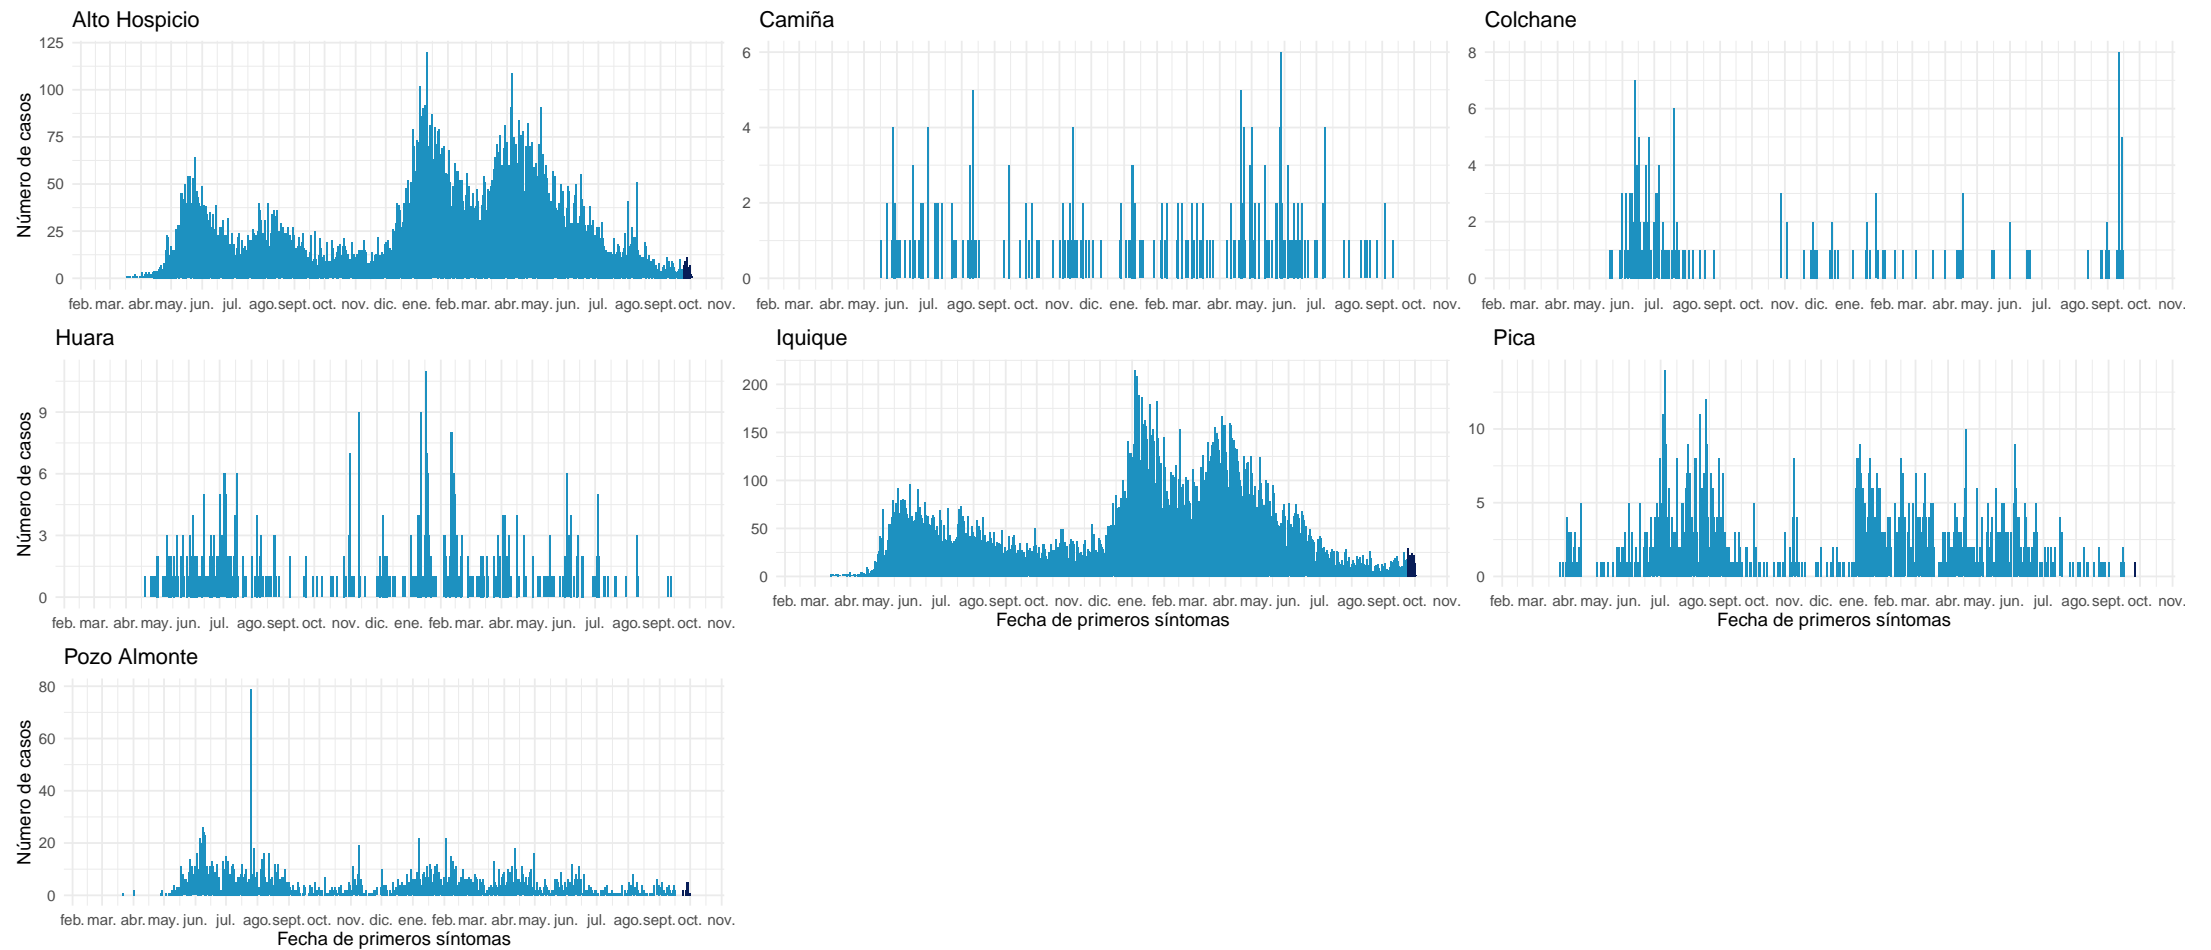 Alto Hospicio
Número de casos
125
100
75
50
25
0
feb. mar. abr. may. jun. jul. ago. sept. oct. nov. dic. ene. feb. mar. abr. may. jun. jul. ago. sept. oct. nov.
Camiña
6
4
2
0
feb. mar. abr. may. jun. jul. ago. sept. oct. nov. dic. ene. feb. mar. abr. may. jun. jul. ago. sept. oct. nov.
Colchane
8
6
4
2
0
feb. mar. abr. may. jun. jul. ago. sept. oct. nov. dic. ene. feb. mar. abr. may. jun. jul. ago. sept. oct. nov.
Huara
Número de casos
9
6
3
0
feb. mar. abr. may. jun. jul. ago. sept. oct. nov. dic. ene. feb. mar. abr. may. jun. jul. ago. sept. oct. nov.
Iquique
200
150
100
50
0
feb. mar. abr. may. jun. jul. ago. sept. oct. nov. dic. ene. feb. mar. abr. may. jun. jul. ago. sept. oct. nov.
Fecha de primeros síntomas
Pica
10
5
0
feb. mar. abr. may. jun. jul. ago. sept. oct. nov. dic. ene. feb. mar. abr. may. jun. jul. ago. sept. oct. nov.
Fecha de primeros síntomas
Pozo Almonte
Número de casos
80
60
40
20
0
feb. mar. abr. may. jun. jul. ago. sept. oct. nov. dic. ene. feb. mar. abr. may. jun. jul. ago. sept. oct. nov.
Fecha de primeros síntomas